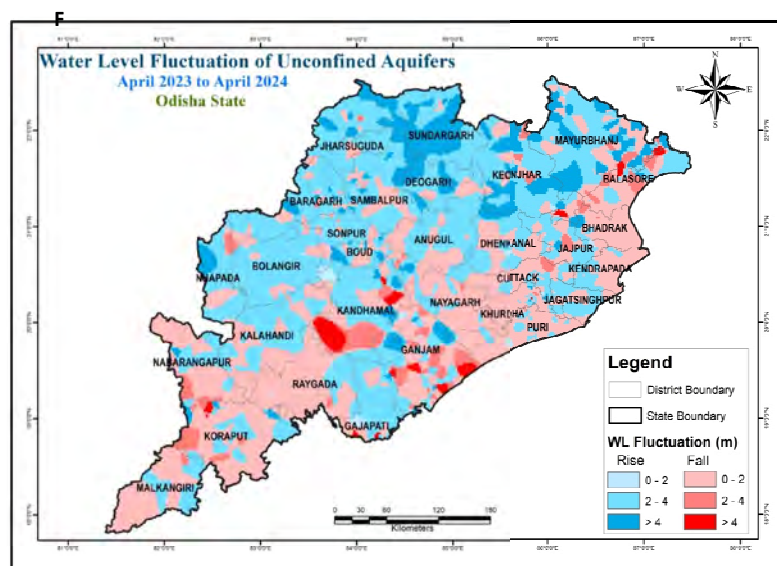 F
Water Level Fluctuation of Unconfined Aquifers
April 2023 to April 2024
Odisha State
N
W E
S
SUNDARGARH
JHARSUGUDA
MAYURBHANJ
KEONJHAR
DEOGARH
BALASORE
BARAGARH
SAMBALPUR
SONPUR
ANUGUL
BHADRAK
DHENKANAL
JAJPUR
BOUD
BOLANGIR
KENDRAPADA
NUAPADA
CUTTACK
KANDHAMAL
NAYAGARH
JAGATSINGHPUR
KHURDHA
PURI
KALAHANDI
GANJAM
NABARANGAPUR
RAYGADA
GAJAPATI
KORAPUT
MALKANGIRI
Legend
District Boundary
State Boundary
WL Fluctuation (m)
Rise Fall
0 - 2 0 - 2
2 - 4 2 - 4
> 4 > 4
0 30 60 120 180
Kilometers